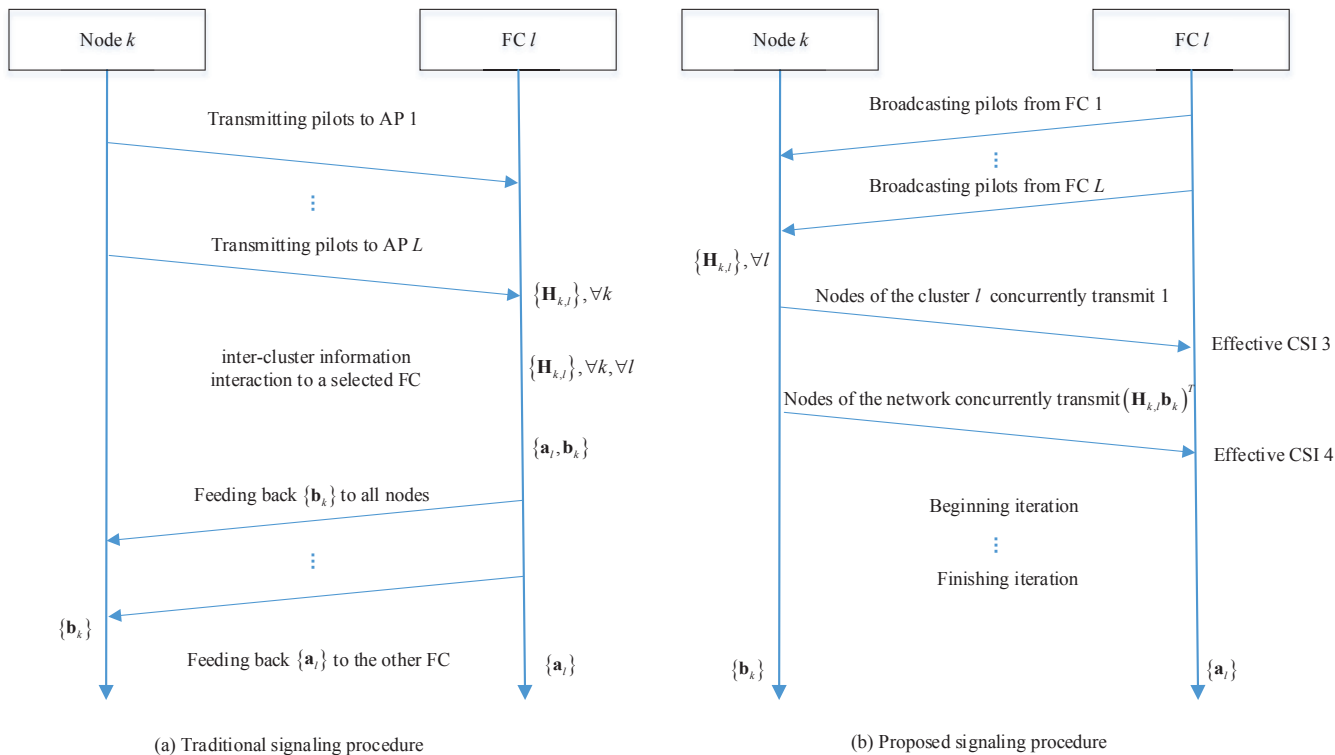 Node k
FC l
Transmitting pilots to AP 1
⋮
Transmitting pilots to AP L
{H_{k,l}}, ∀k
inter-cluster information
interaction to a selected FC
{H_{k,l}}, ∀k, ∀l
{a_l, b_k}
Feeding back {b_k} to all nodes
⋮
{b_k}
Feeding back {a_l} to the other FC
{a_l}
(a) Traditional signaling procedure
Node k
FC l
Broadcasting pilots from FC 1
⋮
Broadcasting pilots from FC L
{H_{k,l}}, ∀l
Nodes of the cluster l concurrently transmit 1
Effective CSI 3
Nodes of the network concurrently transmit (H_{k,l} b_k)^T
Effective CSI 4
Beginning iteration
⋮
Finishing iteration
{b_k}
{a_l}
(b) Proposed signaling procedure